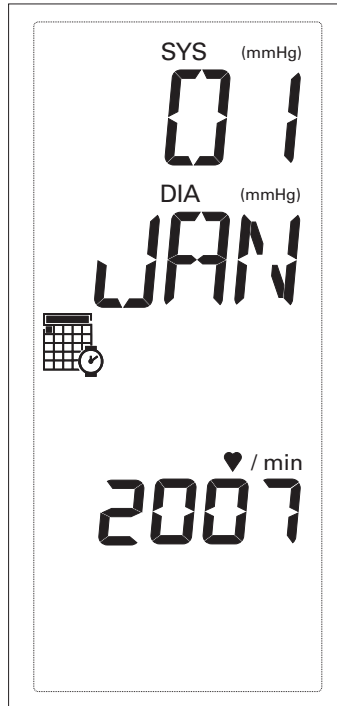 SYS (mmHg)
01
DIA (mmHg)
JAN
♥ / min
2007